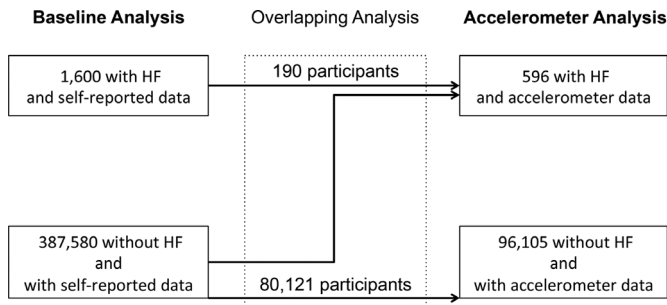 Baseline Analysis
Overlapping Analysis
Accelerometer Analysis
1,600 with HF
and self-reported data
190 participants
596 with HF
and accelerometer data
387,580 without HF
and
with self-reported data
80,121 participants
96,105 without HF
and
with accelerometer data